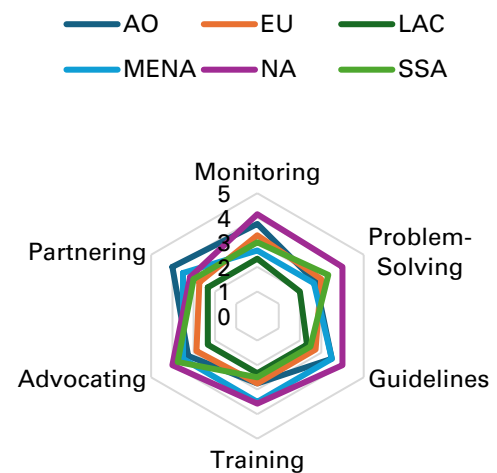 AO EU LAC
MENA NA SSA
Monitoring
5
4
3
2
1
0
Problem-
Solving
Partnering
Advocating
Guidelines
Training